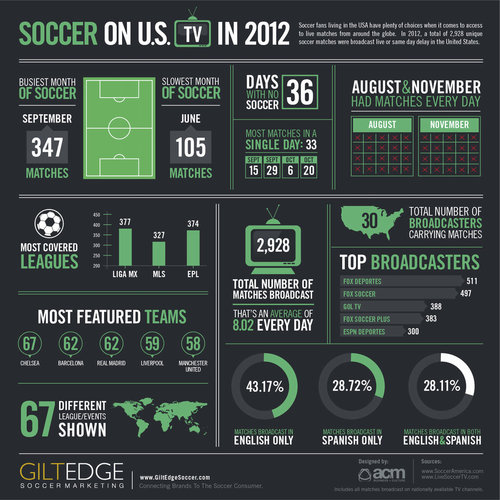 SOCCER ON U.S. TV IN 2012
Soccer fans living in the USA have plenty of choices when it comes to access
to live matches from around the globe. In 2012, a total of 2,928 unique
soccer matches were broadcast live or same day delay in the United States.
BUSIEST MONTH
OF SOCCER
SEPTEMBER
347
MATCHES
SLOWEST MONTH
OF SOCCER
JUNE
105
MATCHES
DAYS
WITH NO
SOCCER
36
MOST MATCHES IN A
SINGLE DAY: 33
SEPT SEPT OCT OCT
15 29 6 20
AUGUST & NOVEMBER
HAD MATCHES EVERY DAY
AUGUST
NOVEMBER
MOST COVERED
LEAGUES
450
400
350
300
250
200
377 327 374
LIGA MX MLS EPL
2,928
TOTAL NUMBER OF
MATCHES BROADCAST
THAT'S AN AVERAGE OF
8.02 EVERY DAY
30
TOTAL NUMBER OF
BROADCASTERS
CARRYING MATCHES
TOP BROADCASTERS
FOX DEPORTES 511
FOX SOCCER 497
GOL TV 388
FOX SOCCER PLUS 383
ESPN DEPORTES 300
MOST FEATURED TEAMS
67 62 62 59 58
CHELSEA BARCELONA REAL MADRID LIVERPOOL MANCHESTER
UNITED
67 DIFFERENT
LEAGUE/EVENTS
SHOWN
43.17%
MATCHES BROADCAST IN
ENGLISH ONLY
28.72%
MATCHES BROADCAST IN
SPANISH ONLY
28.11%
MATCHES BROADCAST IN BOTH
ENGLISH & SPANISH
GILTEDGE
SOCCER MARKETING
www.GiltEdgeSoccer.com
Connecting Brands To The Soccer Consumer.
Designed by:
acm
Sources:
www.SoccerAmerica.com
www.LiveSoccerTV.com
Includes all matches broadcast on nationally available TV channels.